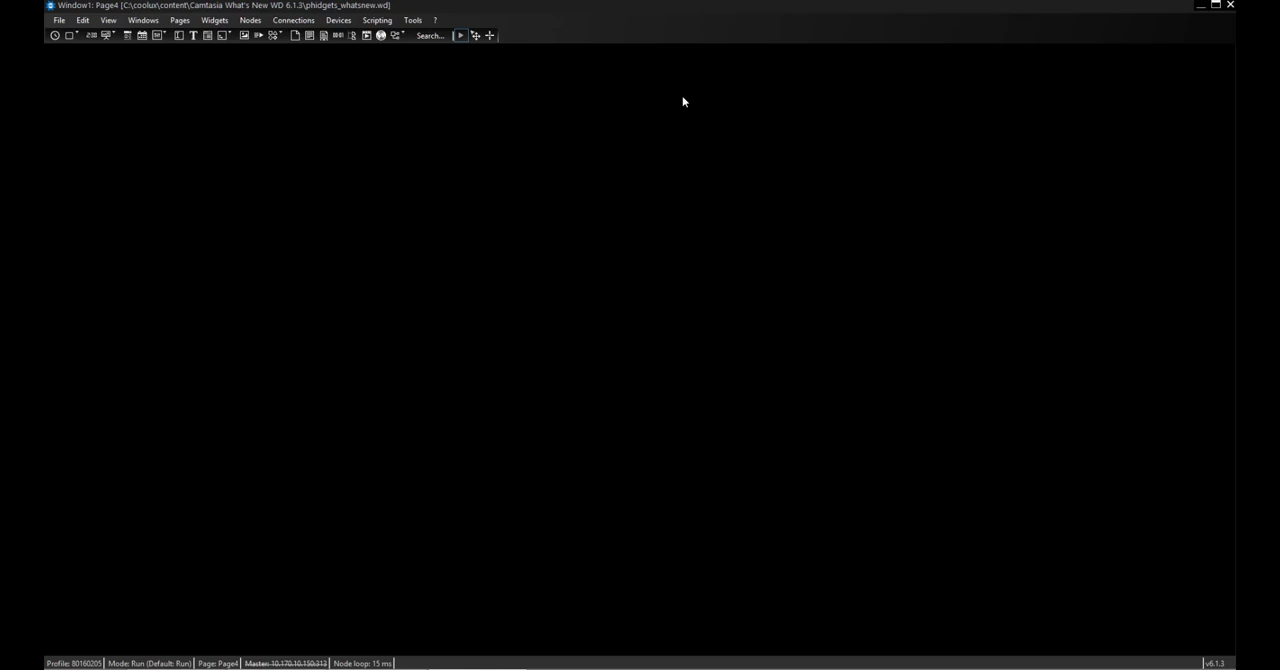 Window1: Page4 [C:\coolux\content\Camtasia What's New WD 6.1.3\phidgets_whatsnew.wd]
File Edit View Windows Pages Widgets Nodes Connections Devices Scripting Tools ?
Search...
Profile: 80160205 Mode: Run (Default: Run) Page: Page4 Master: 10.170.10.150:313 Node loop: 15 ms v6.1.3